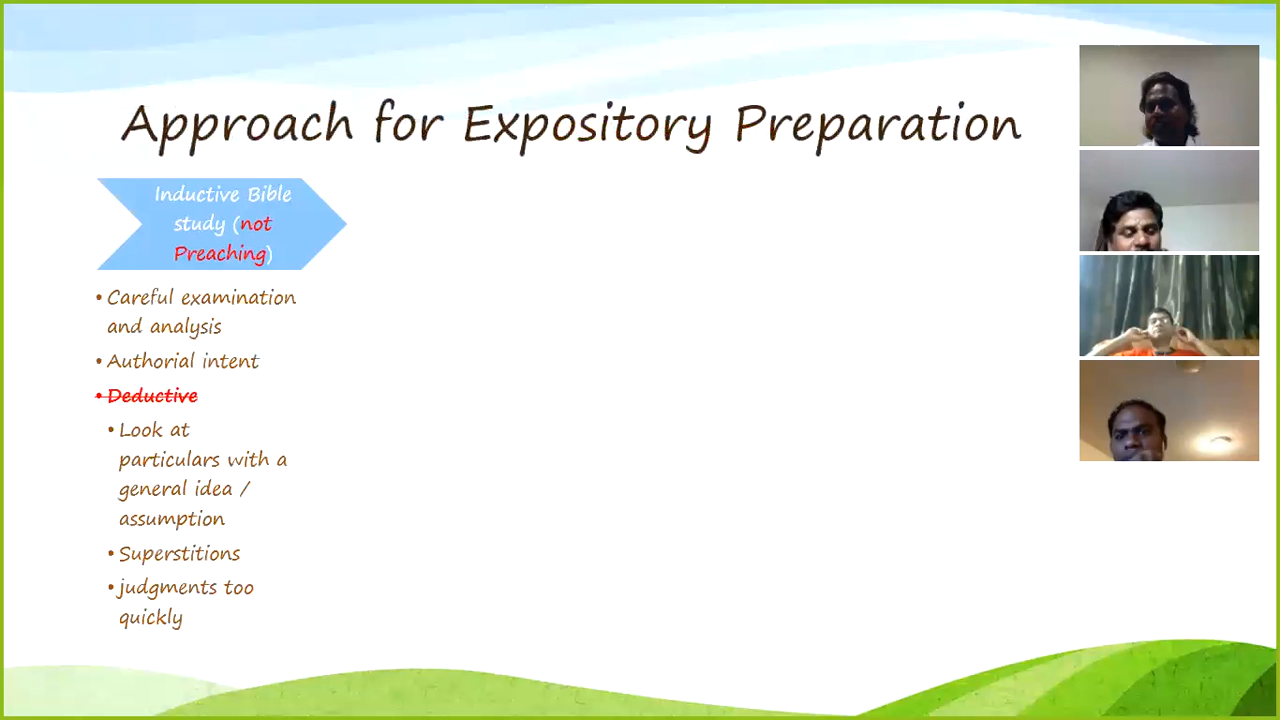 Approach for Expository Preparation
Inductive Bible
study (not
Preaching)
• Careful examination
and analysis
• Authorial intent
• Deductive
• Look at
particulars with a
general idea /
assumption
• Superstitions
• judgments too
quickly